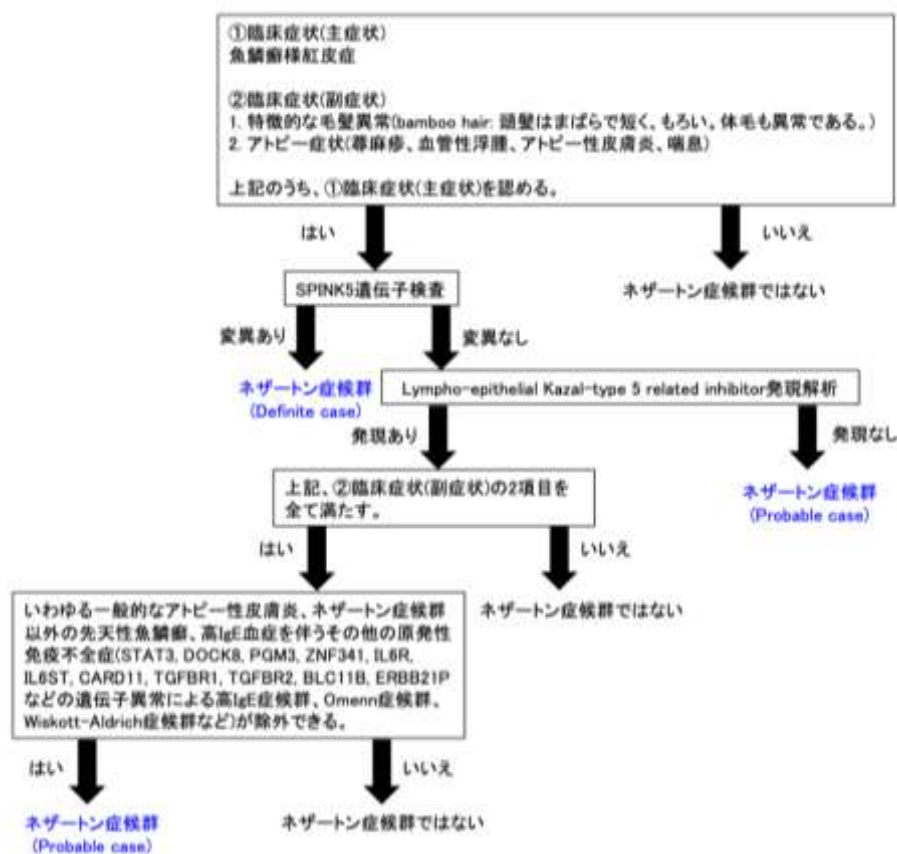 ①臨床症状(主症状)
魚鱗癬様紅皮症
②臨床症状(副症状)
1. 特徴的な毛髪異常(bamboo hair: 頭髪はまばらで短く、もろい。体毛も異常である。)
2. アトピー症状(蕁麻疹、血管性浮腫、アトピー性皮膚炎、喘息)
上記のうち、①臨床症状(主症状)を認める。
はい
いいえ
SPINK5遺伝子検査
ネザートン症候群ではない
変異あり
変異なし
ネザートン症候群
(Definite case)
Lympho-epithelial Kazal-type 5 related inhibitor発現解析
発現あり
発現なし
上記、②臨床症状(副症状)の2項目を
全て満たす。
ネザートン症候群
(Probable case)
はい
いいえ
いわゆる一般的なアトピー性皮膚炎、ネザートン症候群
以外の先天性魚鱗癬、高IgE血症を伴うその他の原発性
免疫不全症(STAT3, DOCK8, PGM3, ZNF341, IL6R,
IL6ST, CARD11, TGFBR1, TGFBR2, BLC11B, ERBB21P
などの遺伝子異常による高IgE症候群、Omenn症候群、
Wiskott-Aldrich症候群など)が除外できる。
ネザートン症候群ではない
はい
いいえ
ネザートン症候群
(Probable case)
ネザートン症候群ではない